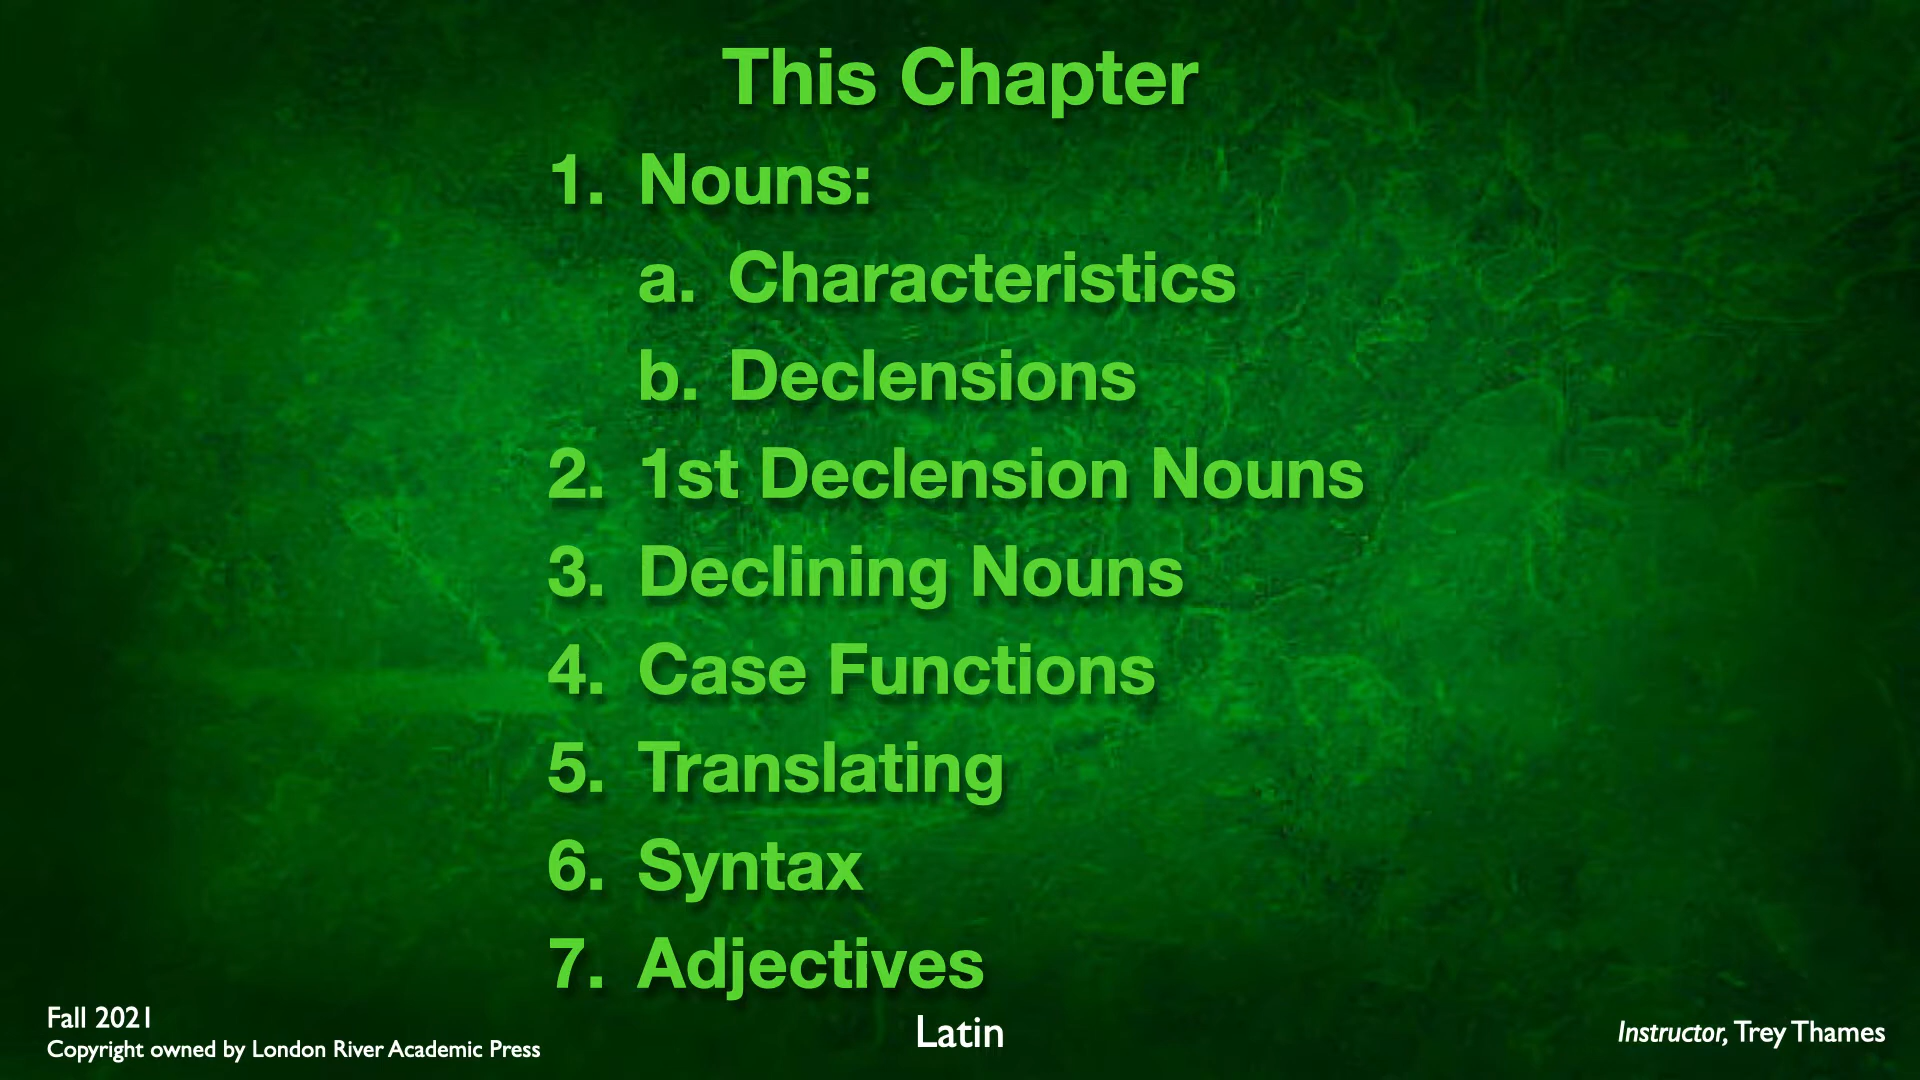 This Chapter
1. Nouns:
a. Characteristics
b. Declensions
2. 1st Declension Nouns
3. Declining Nouns
4. Case Functions
5. Translating
6. Syntax
7. Adjectives
Fall 2021
Copyright owned by London River Academic Press
Latin
Instructor, Trey Thames